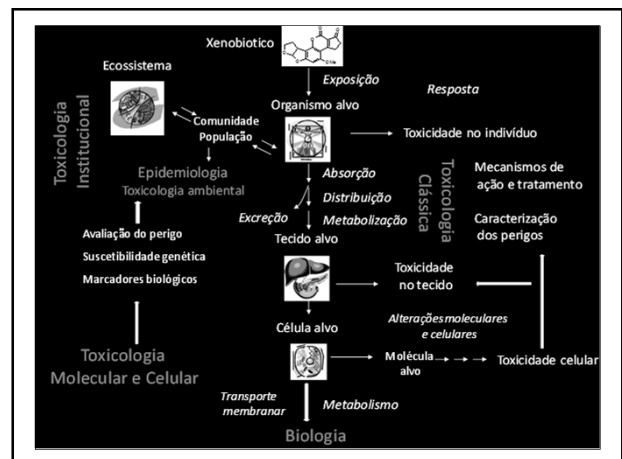 Xenobiotico
Ecossistema
Exposição
Resposta
Organismo alvo
Toxicologia
Institucional
Comunidade
População
Toxicidade no indivíduo
Epidemiologia
Toxicologia ambiental
Absorção
Distribuição
Excreção
Metabolização
Toxicologia
Clássica
Mecanismos de
ação e tratamento
Caracterização
dos perigos
Avaliação do perigo
Suscetibilidade genética
Marcadores biológicos
Tecido alvo
Toxicidade
no tecido
Célula alvo
Alterações moleculares
e celulares
Toxicologia
Molecular e Celular
Molécula
alvo
Toxicidade celular
Transporte
membranar
Metabolismo
Biologia